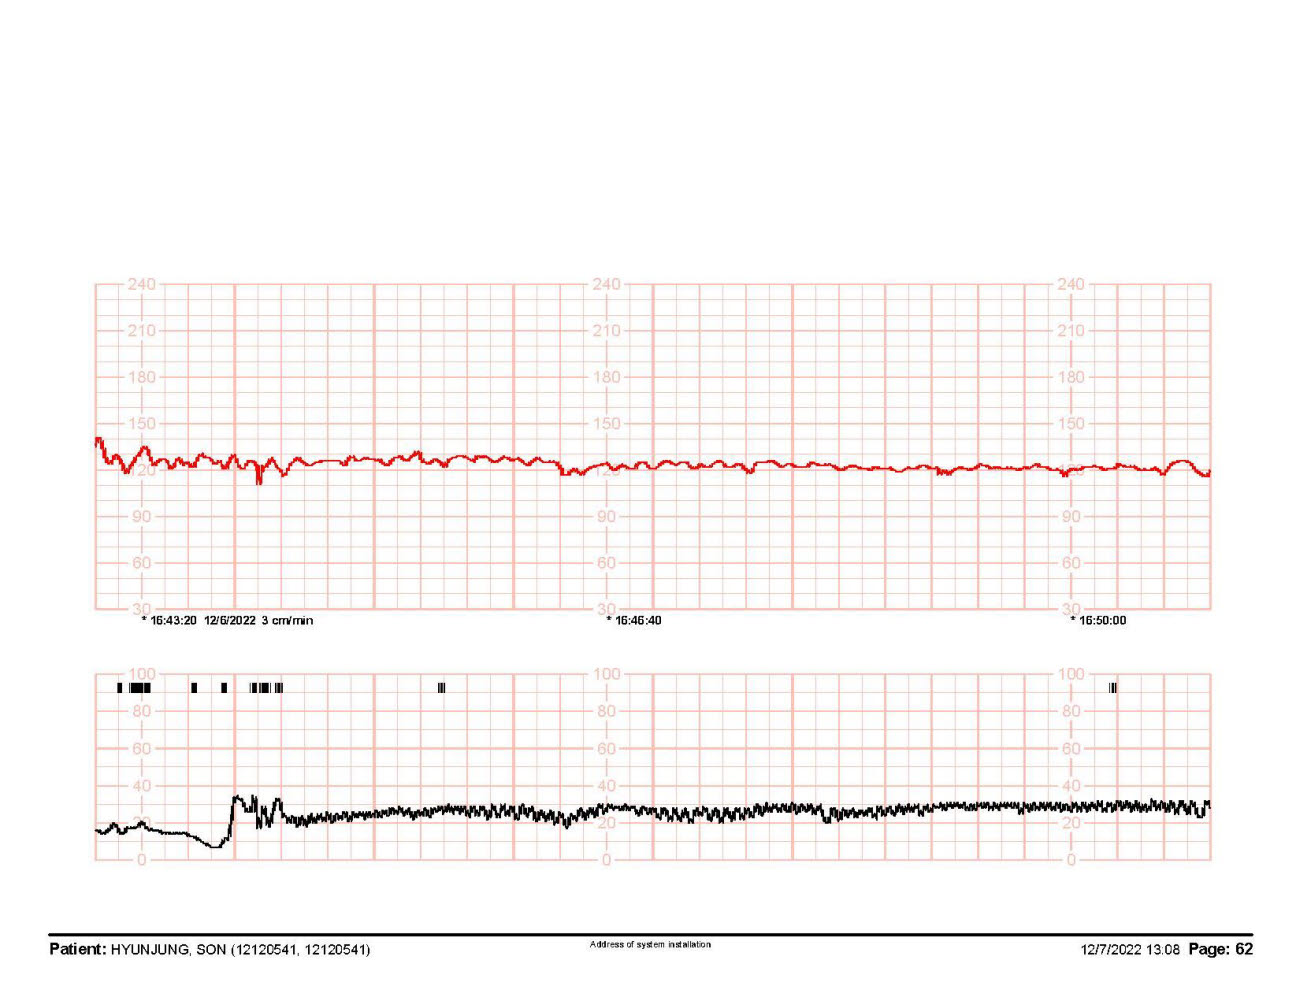 240 240 240
210 210 210
180 180 180
150 150 150
120 120 120
90 90 90
60 60 60
30 30 30
* 16:43:20 12/6/2022 3 cm/min * 16:46:40 * 16:50:00
100 100 100
80 80 80
60 60 60
40 40 40
20 20 20
0 0 0
Patient: HYUNJUNG, SON (12120541, 12120541) Address of system installation 12/7/2022 13:08 Page: 62